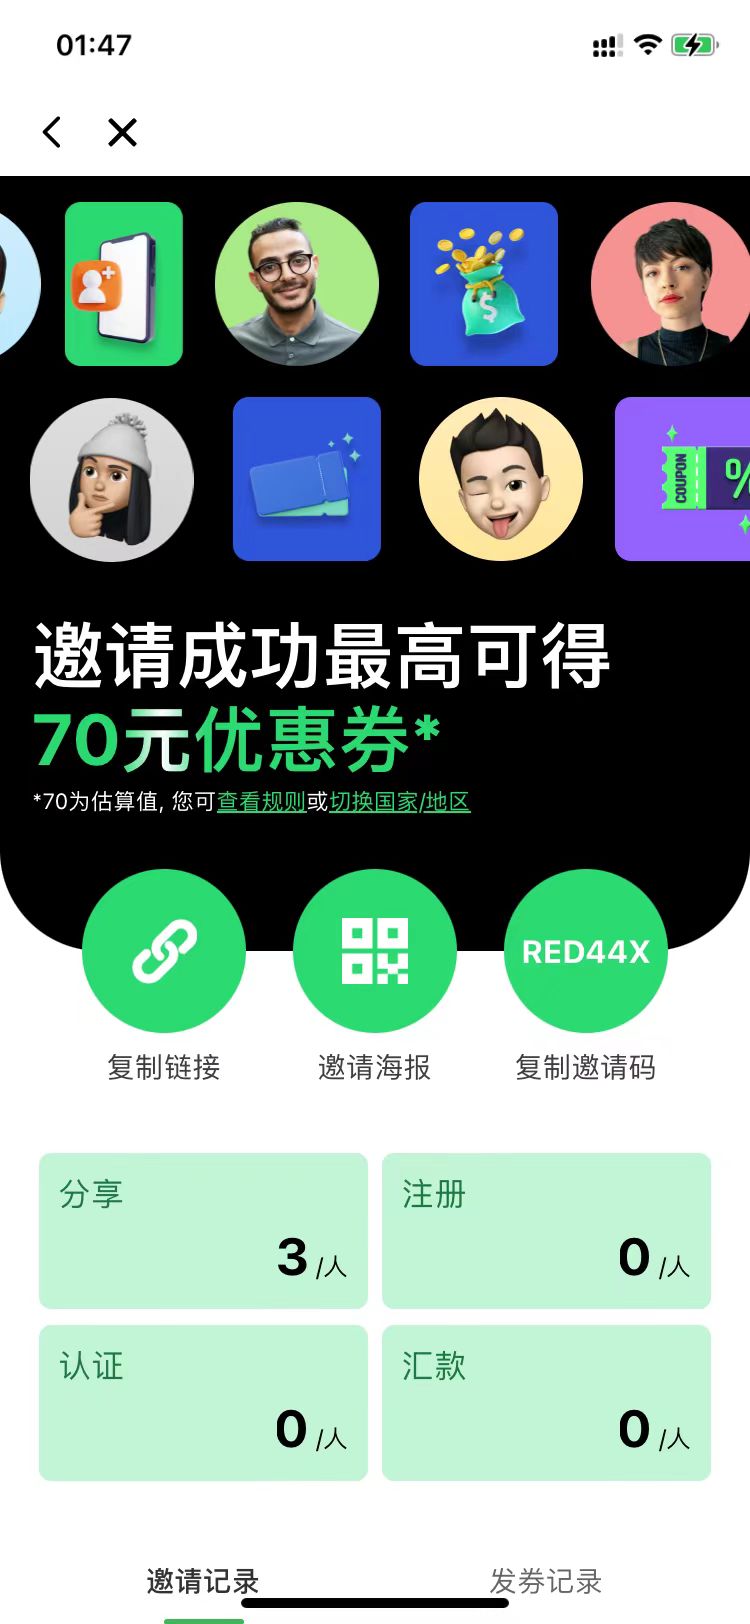 01:47
$
COUPON
%
邀请成功最高可得
70元优惠券*
*70为估算值, 您可查看规则或切换国家/地区
RED44X
复制链接
邀请海报
复制邀请码
分享
3 /人
注册
0 /人
认证
0 /人
汇款
0 /人
邀请记录
发券记录